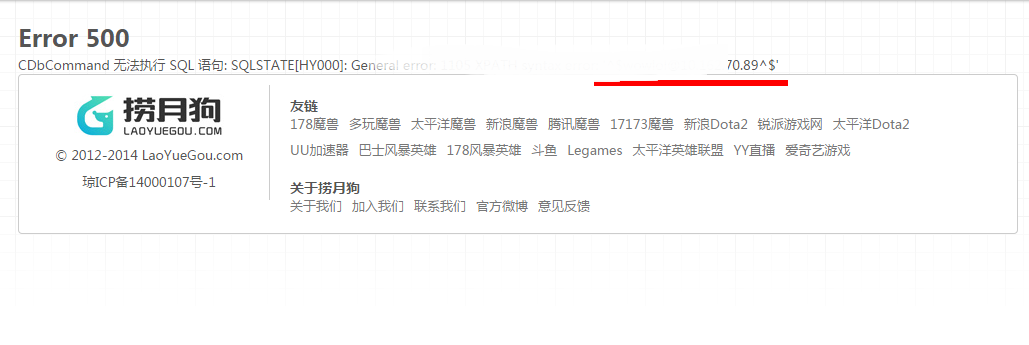 Error 500
CDbCommand 无法执行 SQL 语句: SQLSTATE[HY000]: General error: 70.89^$'
捞月狗
LAOYUEGOU.COM
© 2012-2014 LaoYueGou.com
琼ICP备14000107号-1
友链
178魔兽 多玩魔兽 太平洋魔兽 新浪魔兽 腾讯魔兽 17173魔兽 新浪Dota2 锐派游戏网 太平洋Dota2
UU加速器 巴士风暴英雄 178风暴英雄 斗鱼 Legames 太平洋英雄联盟 YY直播 爱奇艺游戏
关于捞月狗
关于我们 加入我们 联系我们 官方微博 意见反馈